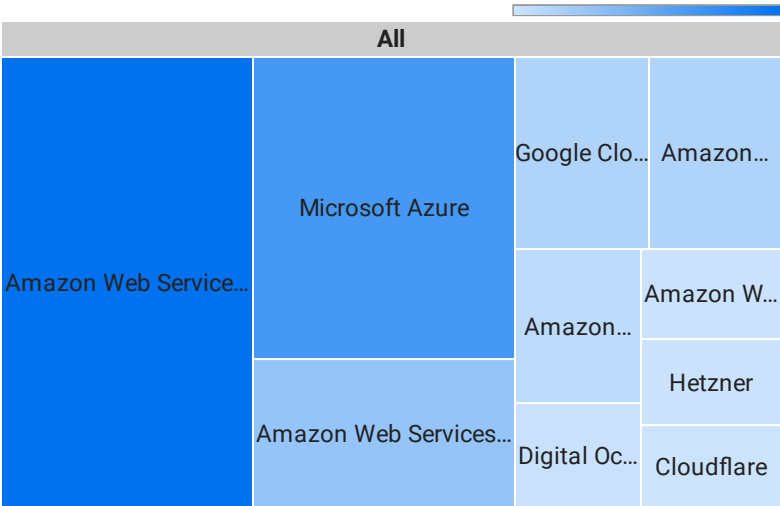 All
Amazon Web Service...
Microsoft Azure
Amazon Web Services...
Google Clo...
Amazon...
Amazon...
Digital Oc...
Amazon W...
Hetzner
Cloudflare